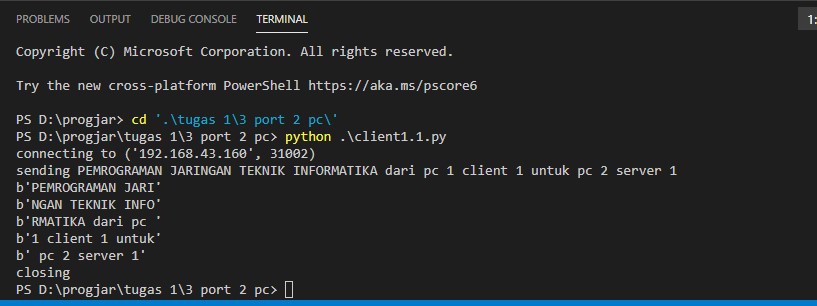 PROBLEMS OUTPUT DEBUG CONSOLE TERMINAL 1:
Copyright (C) Microsoft Corporation. All rights reserved.
Try the new cross-platform PowerShell https://aka.ms/pscore6
PS D:\progjar> cd '.\tugas 1\3 port 2 pc\'
PS D:\progjar\tugas 1\3 port 2 pc> python .\client1.1.py
connecting to ('192.168.43.160', 31002)
sending PEMROGRAMAN JARINGAN TEKNIK INFORMATIKA dari pc 1 client 1 untuk pc 2 server 1
b'PEMROGRAMAN JARI'
b'NGAN TEKNIK INFO'
b'RMATIKA dari pc '
b'1 client 1 untuk'
b' pc 2 server 1'
closing
PS D:\progjar\tugas 1\3 port 2 pc>